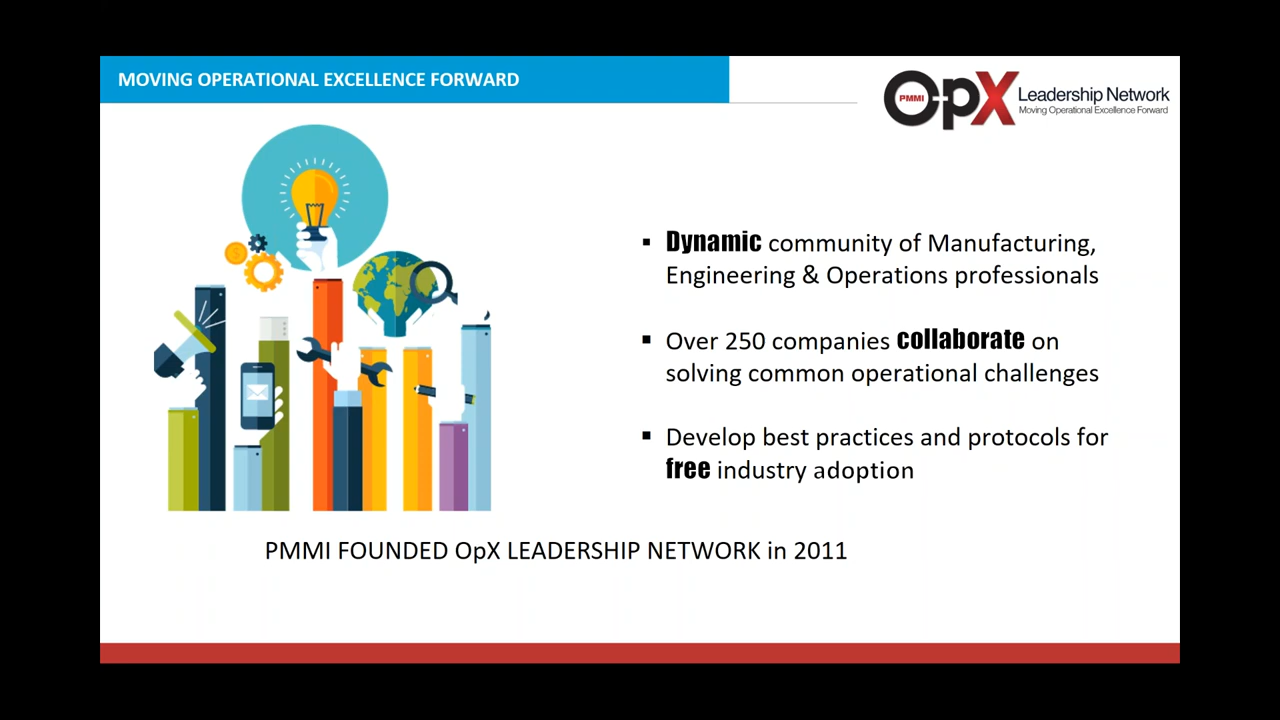 MOVING OPERATIONAL EXCELLENCE FORWARD
PMMI
OpX
Leadership Network
Moving Operational Excellence Forward
▪ Dynamic community of Manufacturing,
Engineering & Operations professionals
▪ Over 250 companies collaborate on
solving common operational challenges
▪ Develop best practices and protocols for
free industry adoption
PMMI FOUNDED OpX LEADERSHIP NETWORK in 2011